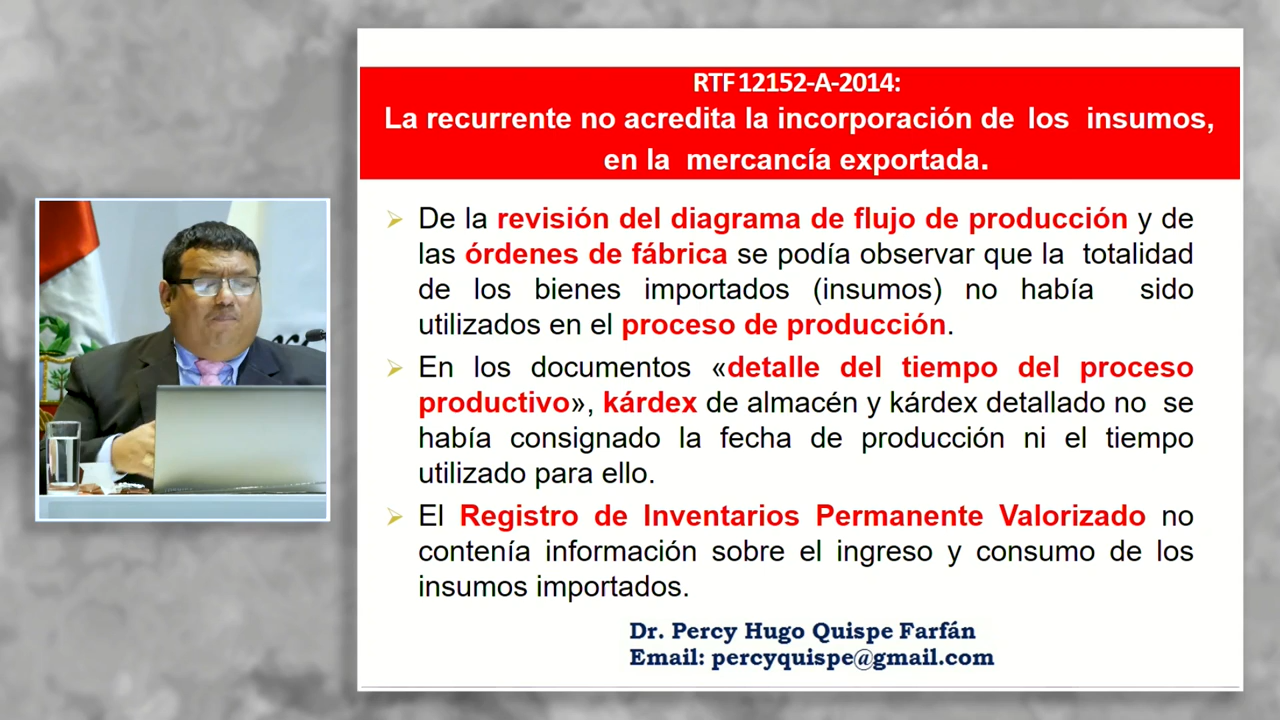 RTF 12152-A-2014:
La recurrente no acredita la incorporación de los insumos,
en la mercancía exportada.
De la revisión del diagrama de flujo de producción y de
las órdenes de fábrica se podía observar que la totalidad
de los bienes importados (insumos) no había sido
utilizados en el proceso de producción.
En los documentos «detalle del tiempo del proceso
productivo», kárdex de almacén y kárdex detallado no se
había consignado la fecha de producción ni el tiempo
utilizado para ello.
El Registro de Inventarios Permanente Valorizado no
contenía información sobre el ingreso y consumo de los
insumos importados.
Dr. Percy Hugo Quispe Farfán
Email: percyquispe@gmail.com